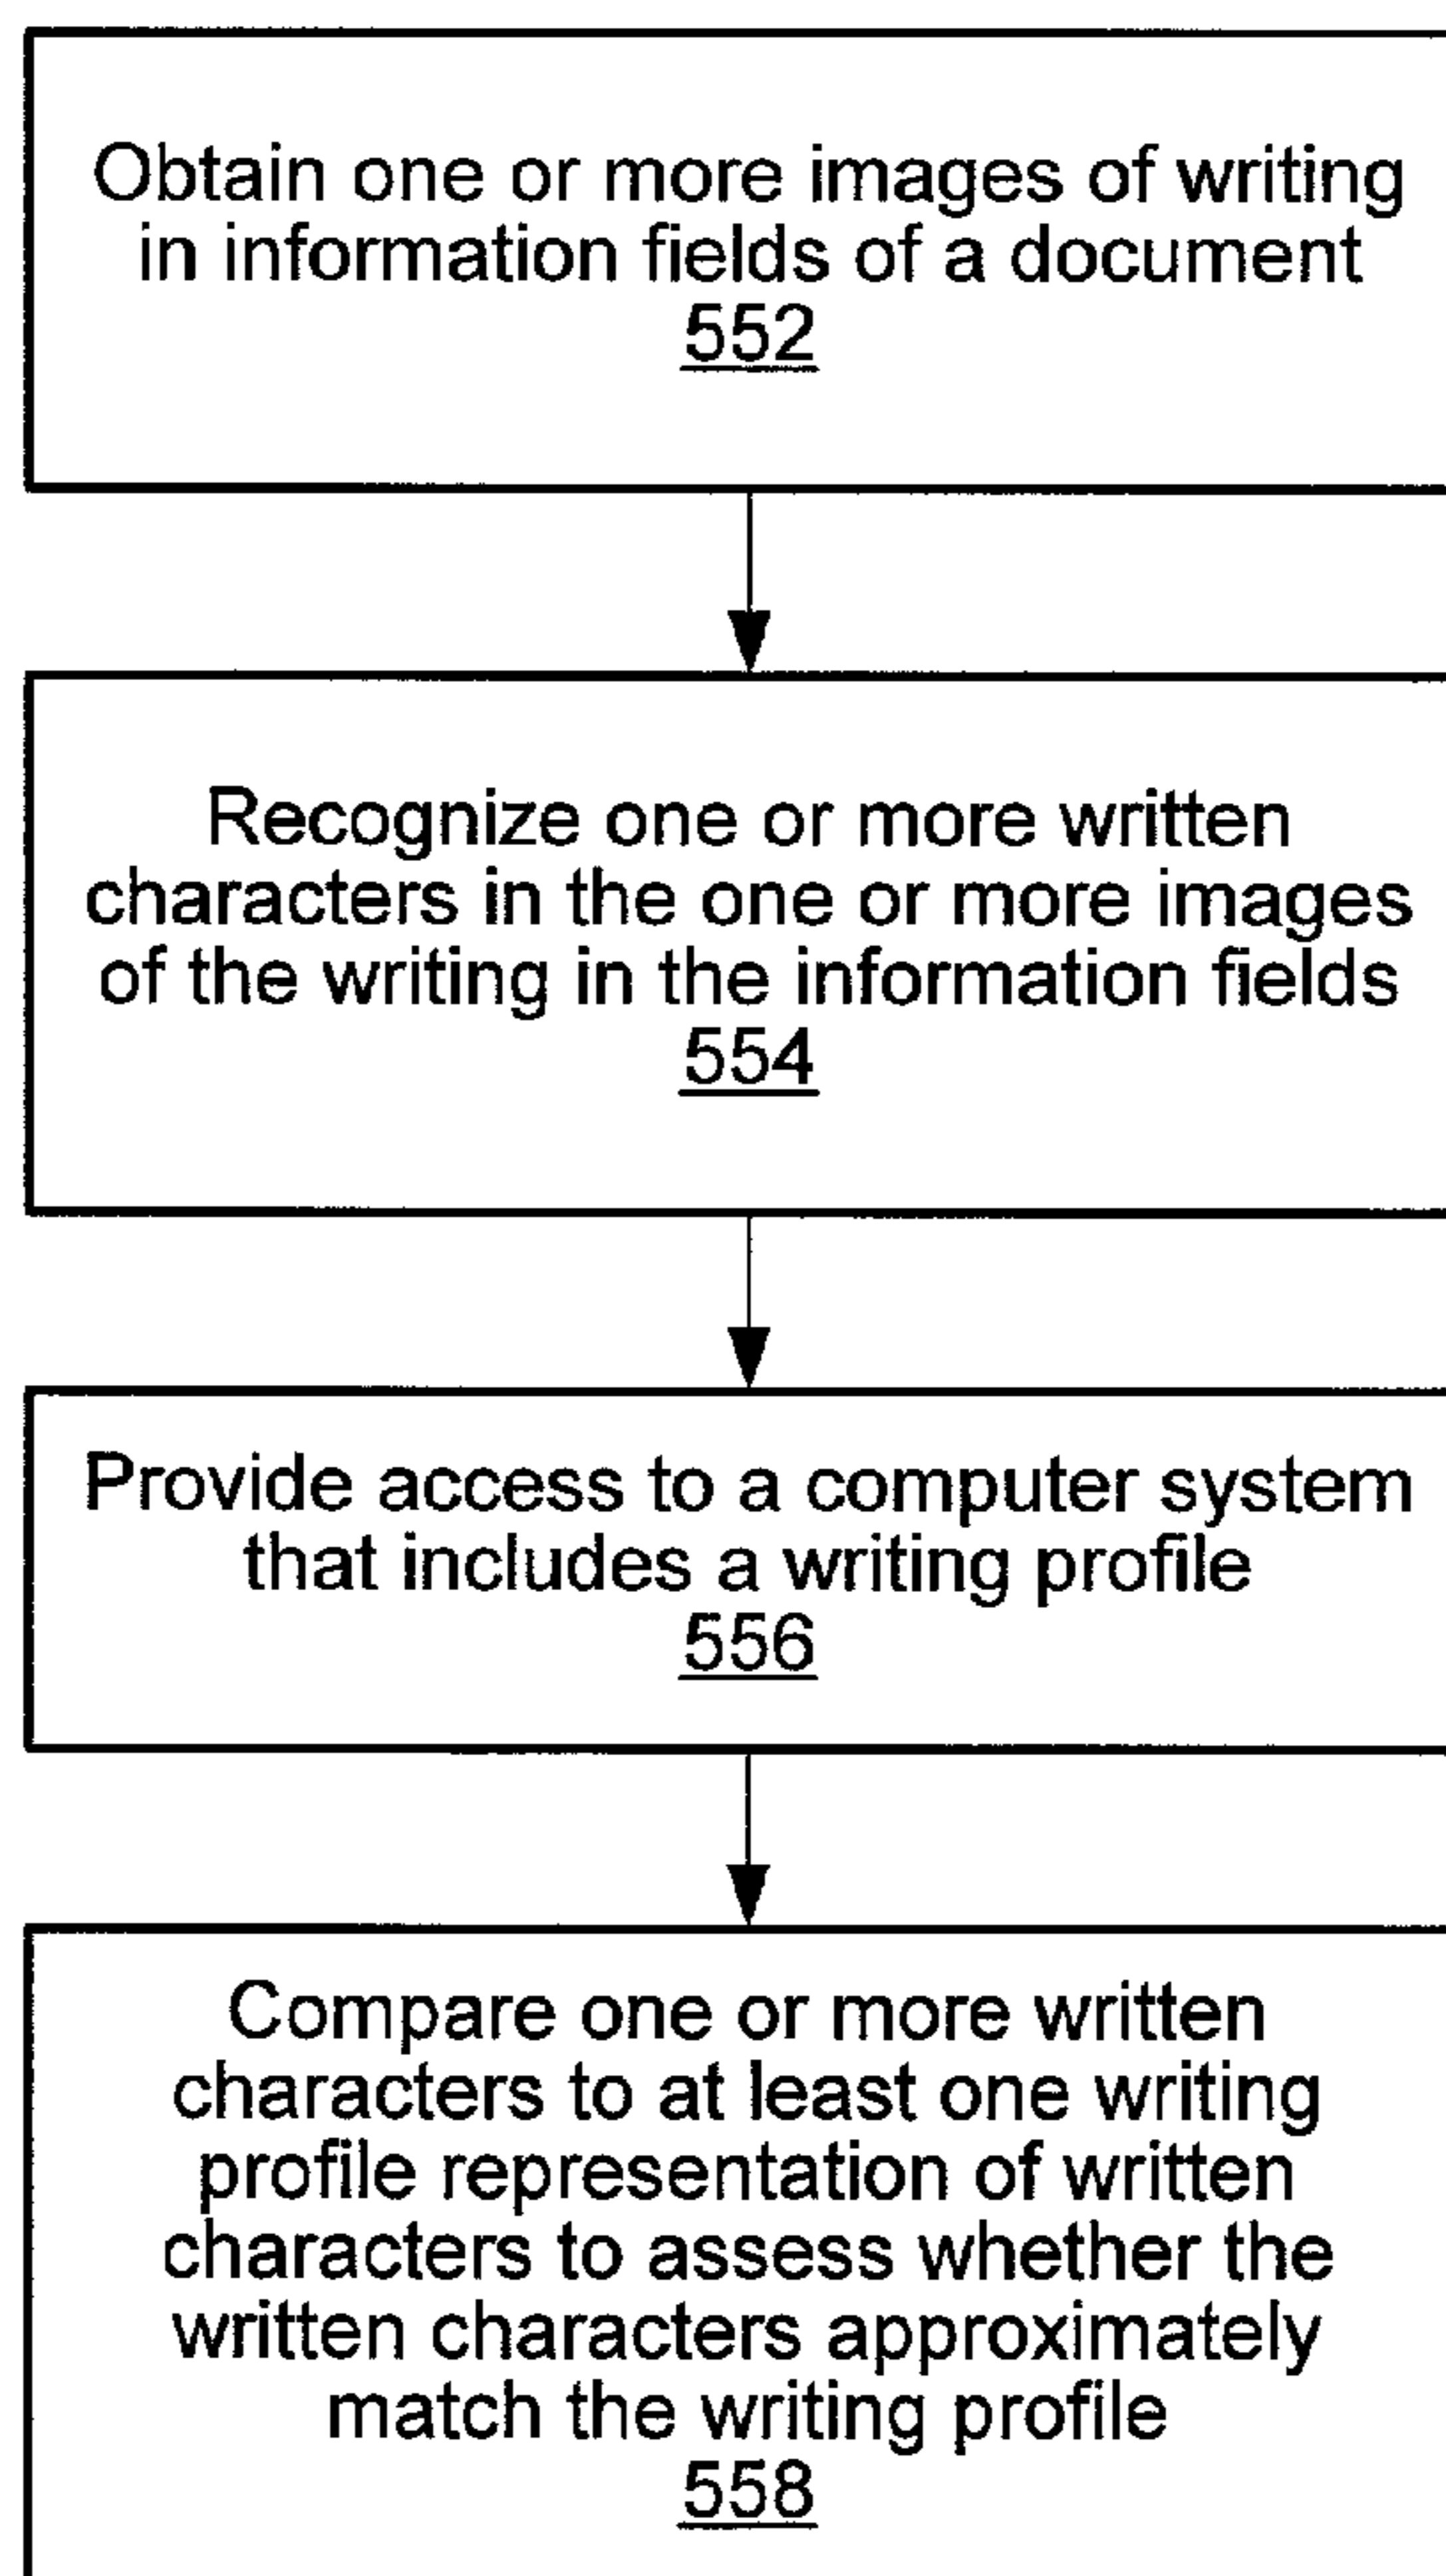 Obtain one or more images of writing
in information fields of a document
552
Recognize one or more written
characters in the one or more images
of the writing in the information fields
554
Provide access to a computer system
that includes a writing profile
556
Compare one or more written
characters to at least one writing
profile representation of written
characters to assess whether the
written characters approximately
match the writing profile
558